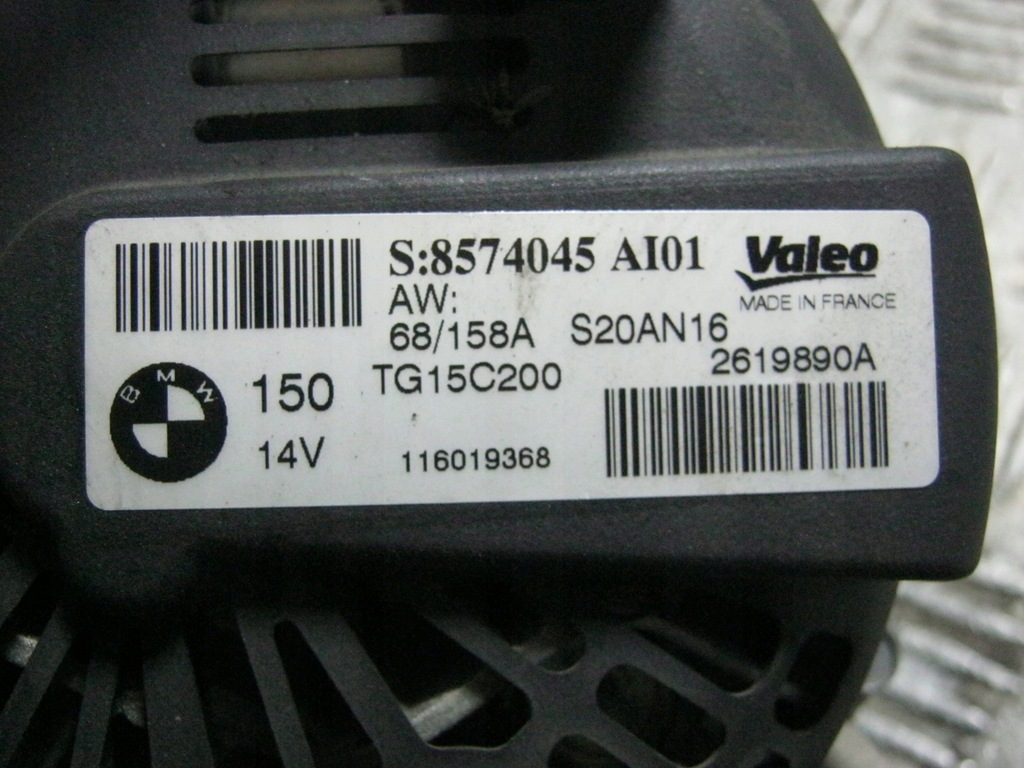 S:8574045 AI01
Valeo
MADE IN FRANCE
AW:
68/158A S20AN16
2619890A
TG15C200
BMW
150
14V
116019368